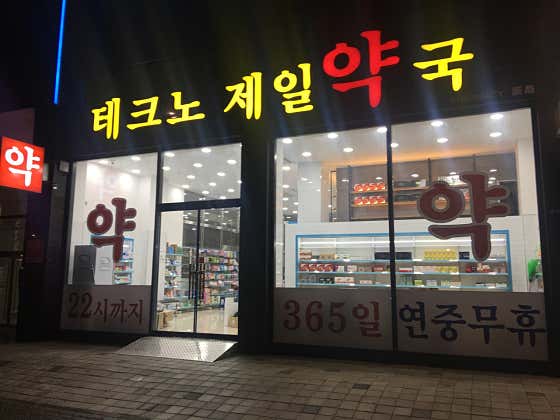 테크노 제일약국
약
약
약
22시까지
365일 연중무휴